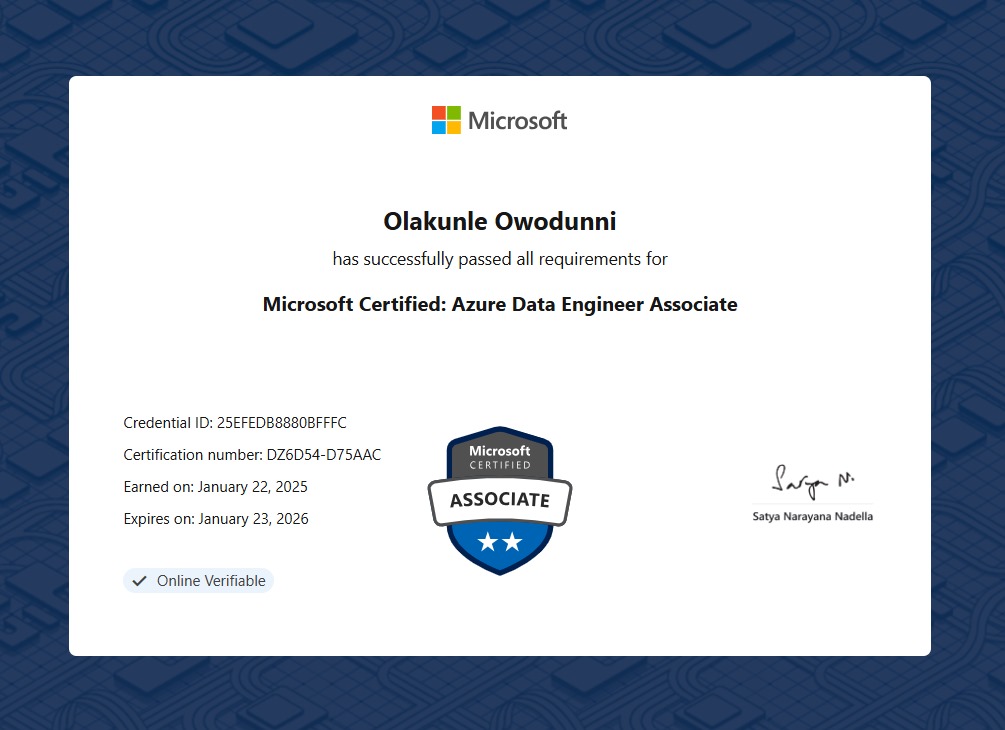 Microsoft
Olakunle Owodunni
has successfully passed all requirements for
Microsoft Certified: Azure Data Engineer Associate
Credential ID: 25EFEDB8880BFFFC
Certification number: DZ6D54-D75AAC
Earned on: January 22, 2025
Expires on: January 23, 2026
Online Verifiable
Microsoft
CERTIFIED
ASSOCIATE
Satya N.
Satya Narayana Nadella